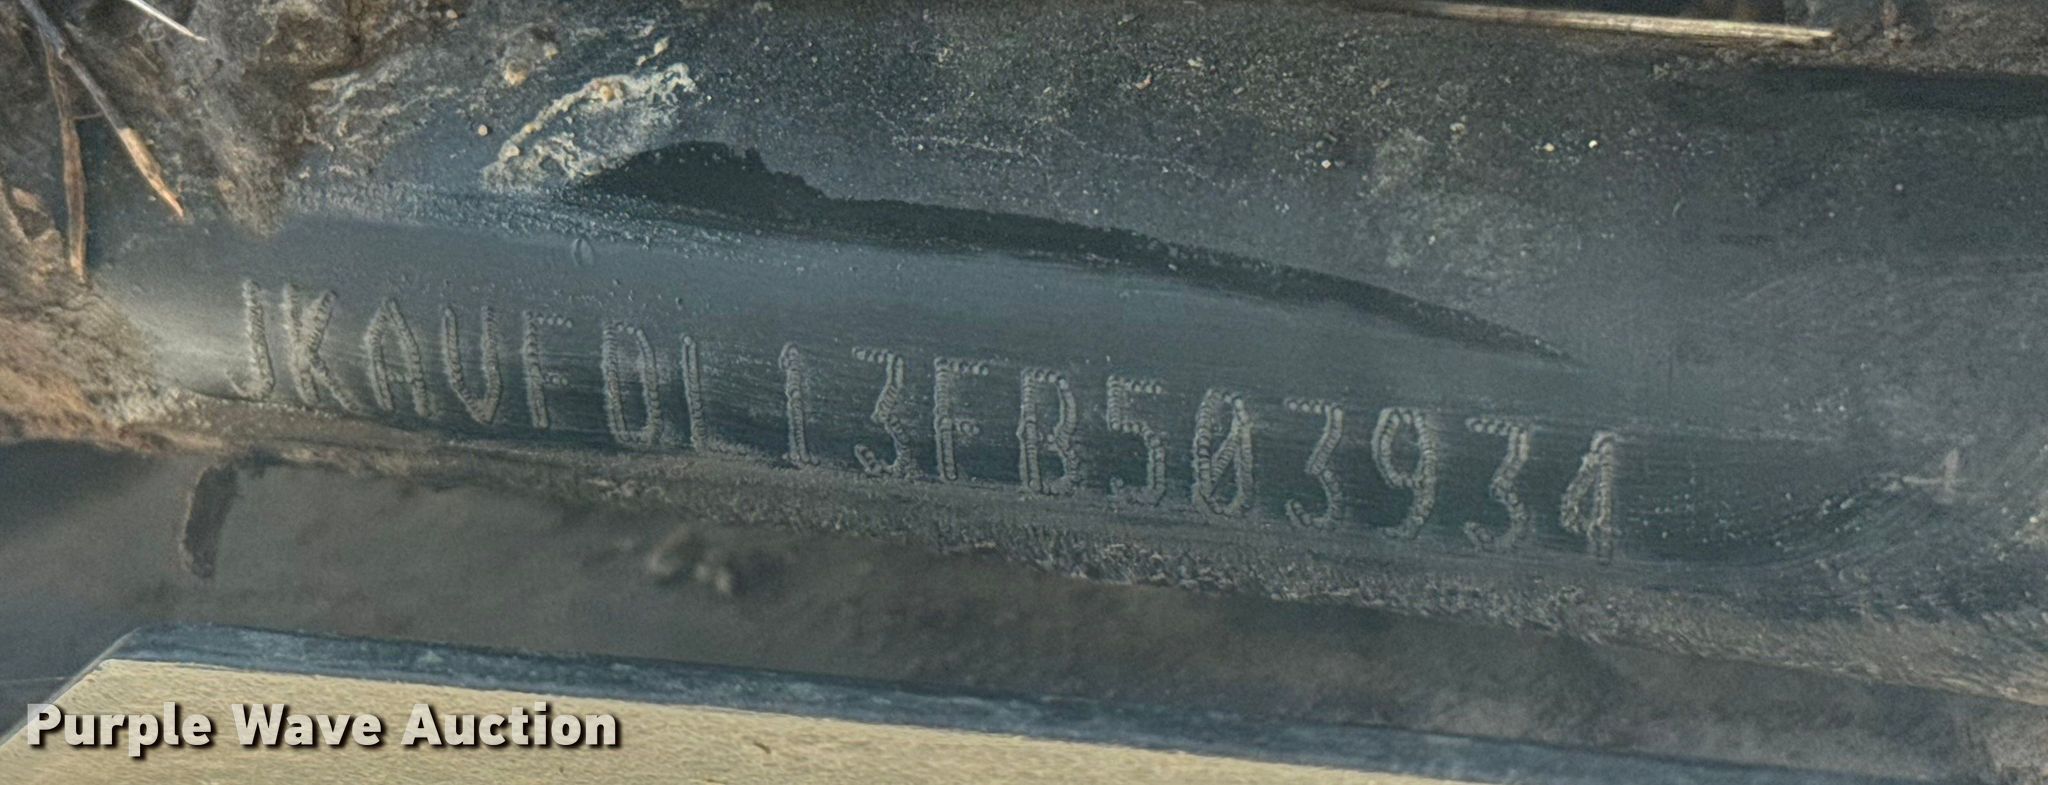 JKAVFDL13FB503934
Purple Wave Auction